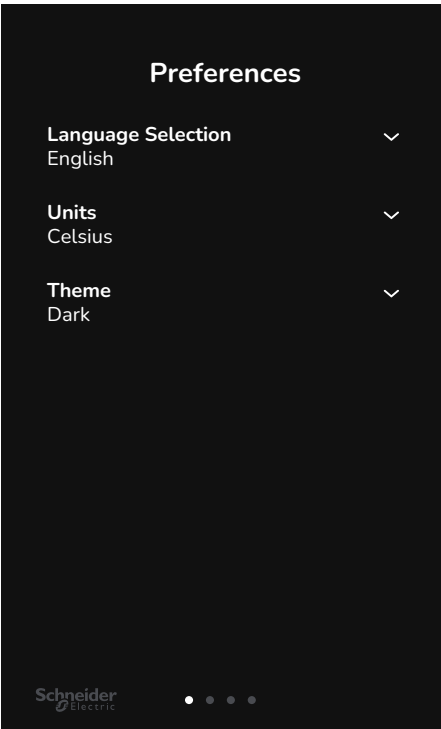 Preferences
Language Selection
English
Units
Celsius
Theme
Dark
Schneider
Electric